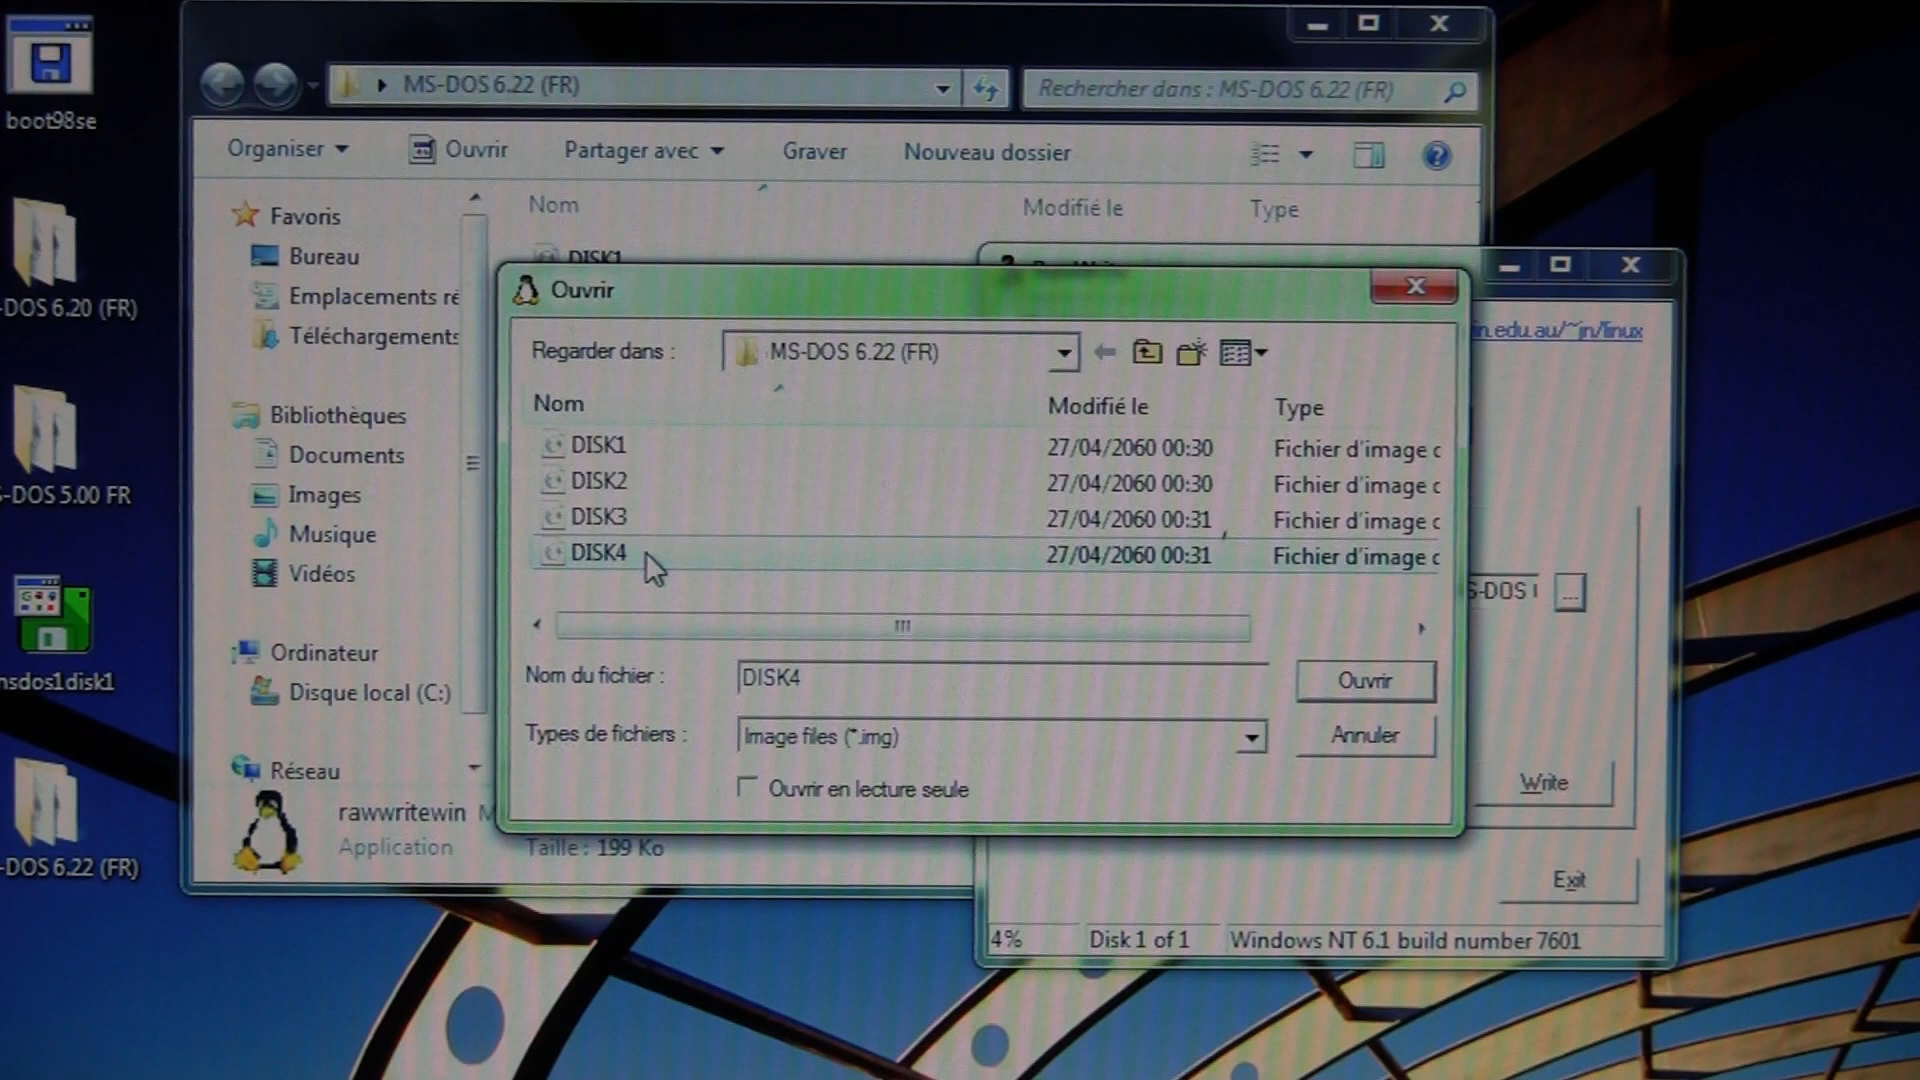 boot98se
-DOS 6.20 (FR)
-DOS 5.00 FR
nsdos1disk1
-DOS 6.22 (FR)
MS-DOS 6.22 (FR)
Rechercher dans : MS-DOS 6.22 (FR)
Organiser
Ouvrir
Partager avec
Graver
Nouveau dossier
Favoris
Bureau
Emplacements ré
Téléchargements
Bibliothèques
Documents
Images
Musique
Vidéos
Ordinateur
Disque local (C:)
Réseau
Nom
Modifié le
Type
DISK1
Ouvrir
Regarder dans :
MS-DOS 6.22 (FR)
Nom
Modifié le
Type
DISK1
27/04/2060 00:30
Fichier d'image c
DISK2
27/04/2060 00:30
Fichier d'image c
DISK3
27/04/2060 00:31
Fichier d'image c
DISK4
27/04/2060 00:31
Fichier d'image c
Nom du fichier :
DISK4
Ouvrir
Types de fichiers :
Image files (*.img)
Annuler
Ouvrir en lecture seule
rawwritewin M
Application
Taille : 199 Ko
in.edu.au/~jn/linux
S-DOS
...
Write
Exit
4%
Disk 1 of 1
Windows NT 6.1 build number 7601